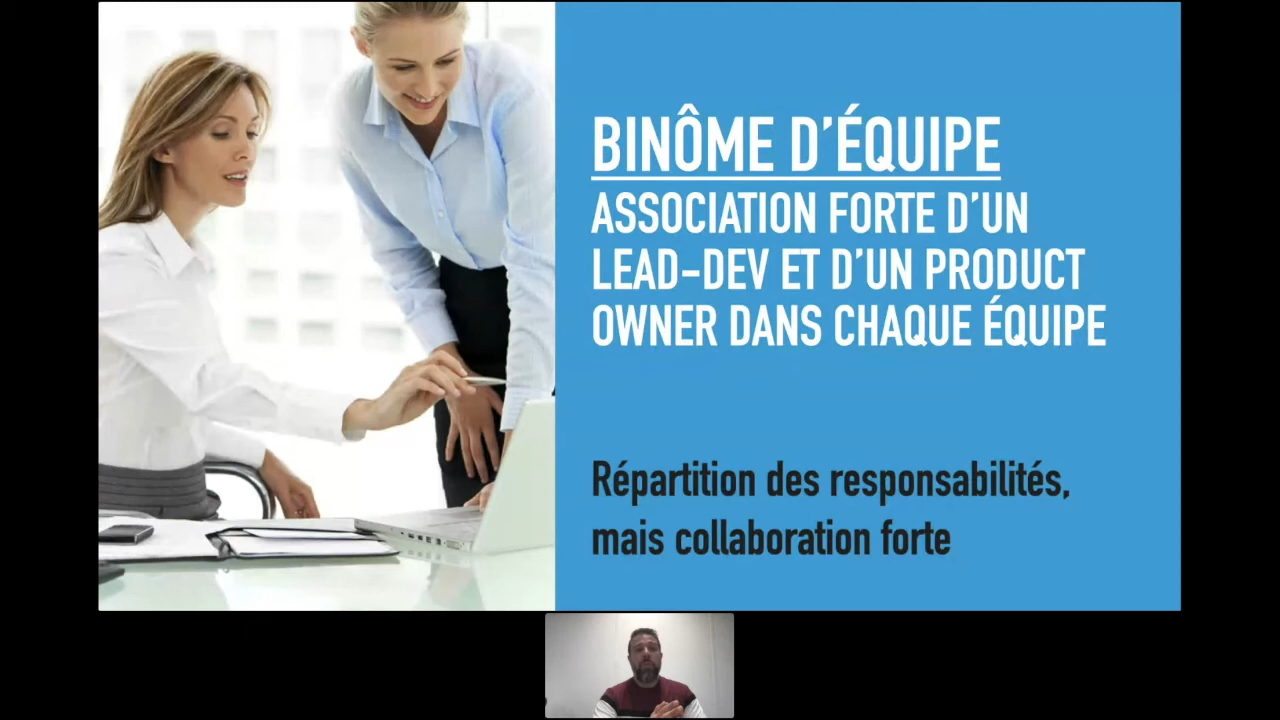 BINÔME D’ÉQUIPE
ASSOCIATION FORTE D’UN
LEAD-DEV ET D’UN PRODUCT
OWNER DANS CHAQUE ÉQUIPE
Répartition des responsabilités,
mais collaboration forte